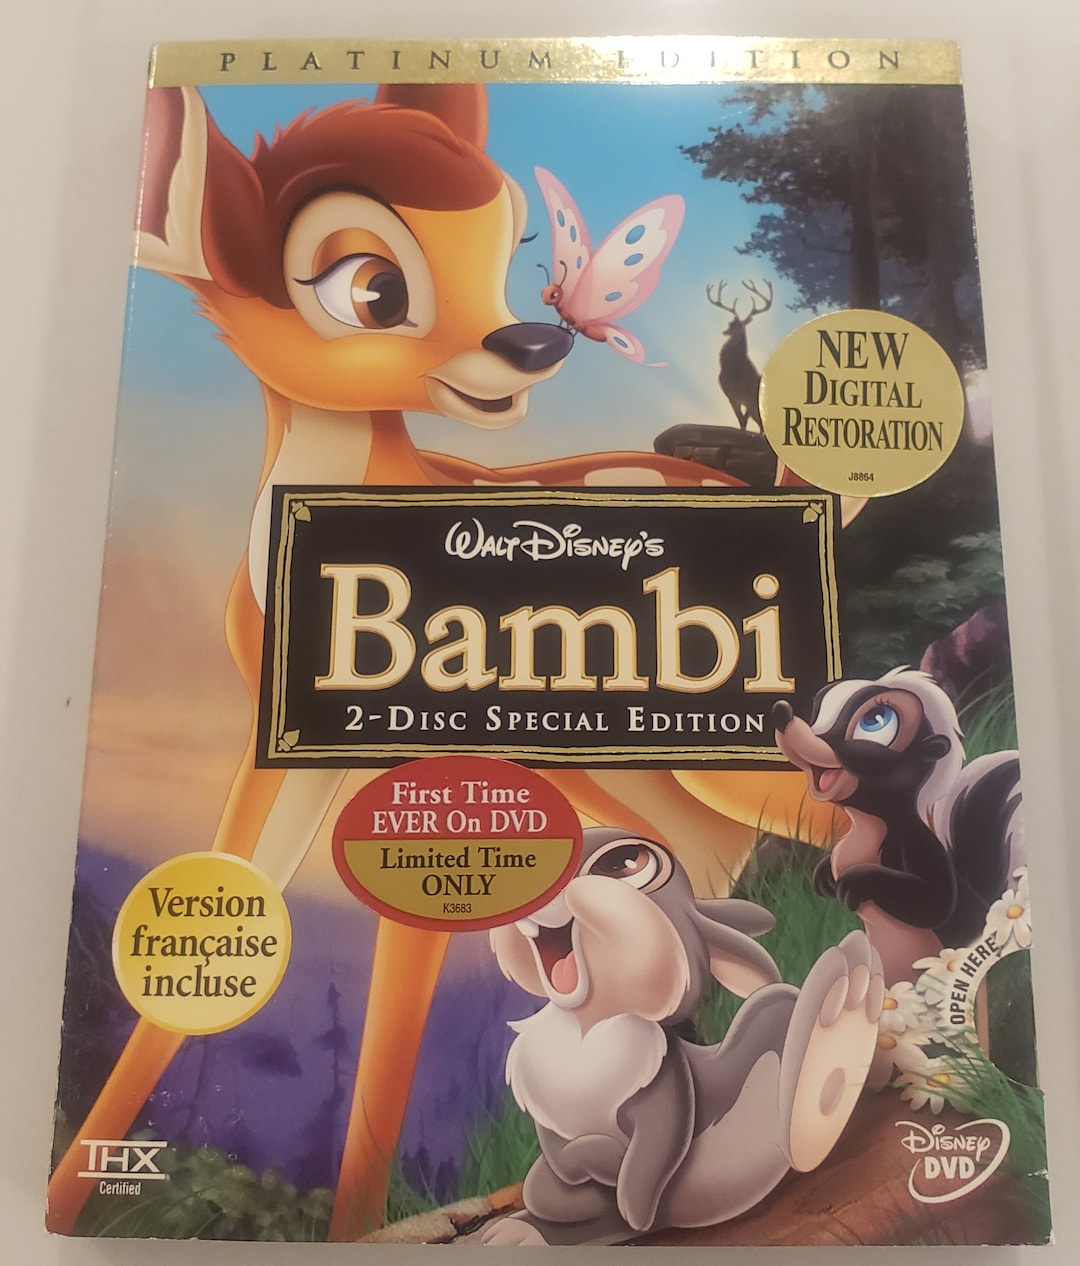 PLATINUM EDITION
NEW
DIGITAL
RESTORATION
J8864
WALT DISNEY'S
Bambi
2-DISC SPECIAL EDITION
First Time
EVER On DVD
Limited Time
ONLY
K3683
Version
française
incluse
OPEN HERE
THX
Certified
DISNEY
DVD